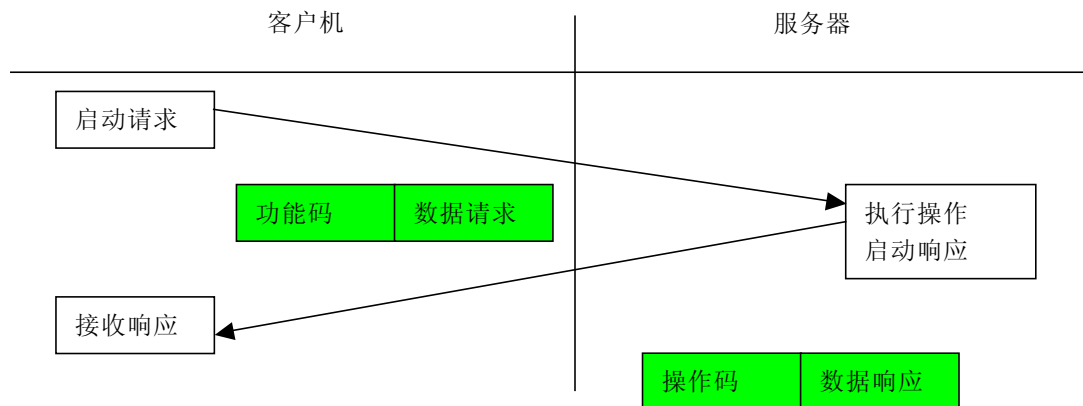 客户机
服务器
启动请求
功能码
数据请求
执行操作
启动响应
接收响应
操作码
数据响应